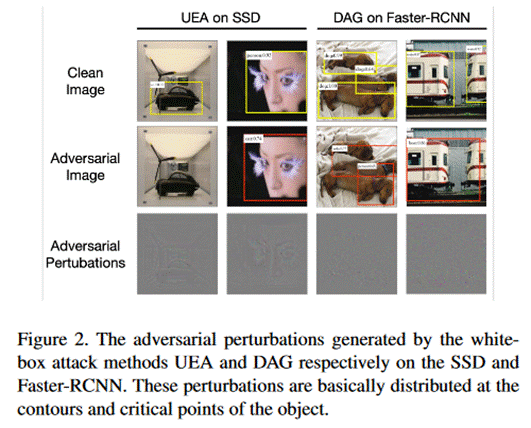 UEA on SSD
DAG on Faster-RCNN
Clean
Image
Adversarial
Image
Adversarial
Pertubations
Figure 2. The adversarial perturbations generated by the white-
box attack methods UEA and DAG respectively on the SSD and
Faster-RCNN. These perturbations are basically distributed at the
contours and critical points of the object.